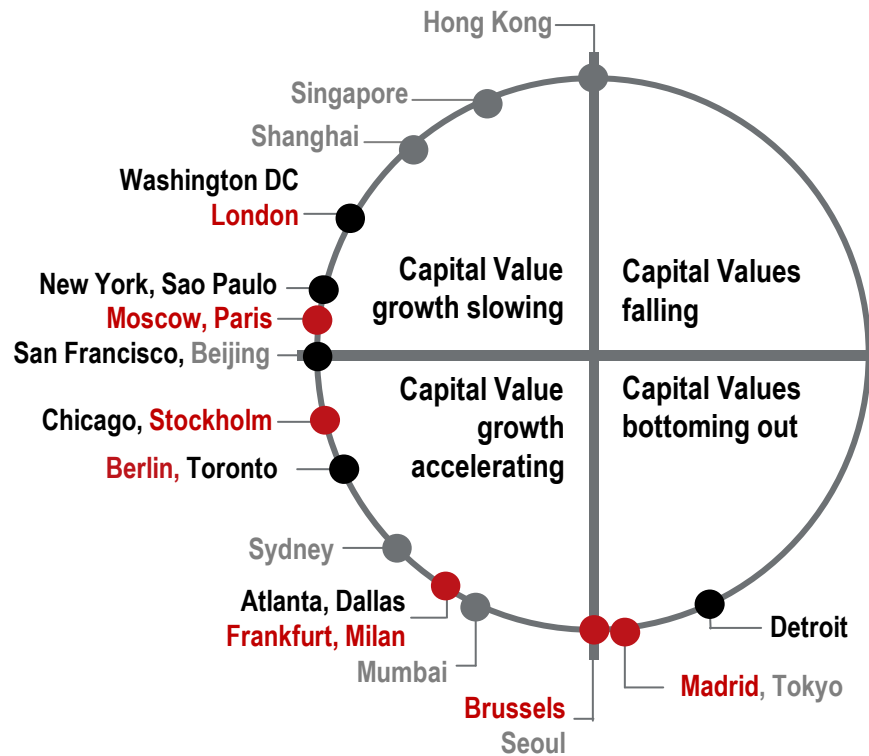 Hong Kong
Singapore
Shanghai
Washington DC
London
New York, Sao Paulo
Moscow, Paris
San Francisco, Beijing
Chicago, Stockholm
Berlin, Toronto
Sydney
Atlanta, Dallas
Frankfurt, Milan
Mumbai
Brussels
Seoul
Madrid, Tokyo
Detroit
Capital Value
growth slowing
Capital Values
falling
Capital Value
growth
accelerating
Capital Values
bottoming out